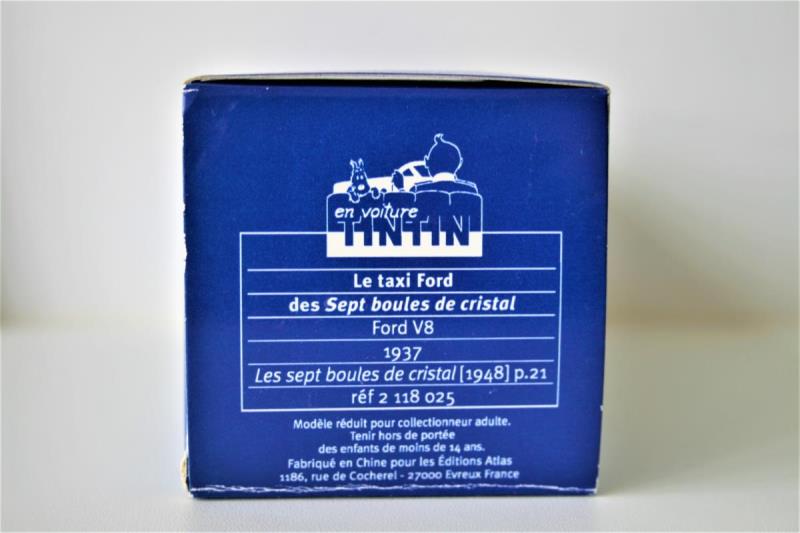 en voiture
TINTIN
Le taxi Ford
des Sept boules de cristal
Ford V8
1937
Les sept boules de cristal [1948] p.21
réf 2 118 025
Modèle réduit pour collectionneur adulte.
Tenir hors de portée
des enfants de moins de 14 ans.
Fabriqué en Chine pour les Éditions Atlas
1186, rue de Cocherel - 27000 Evreux France